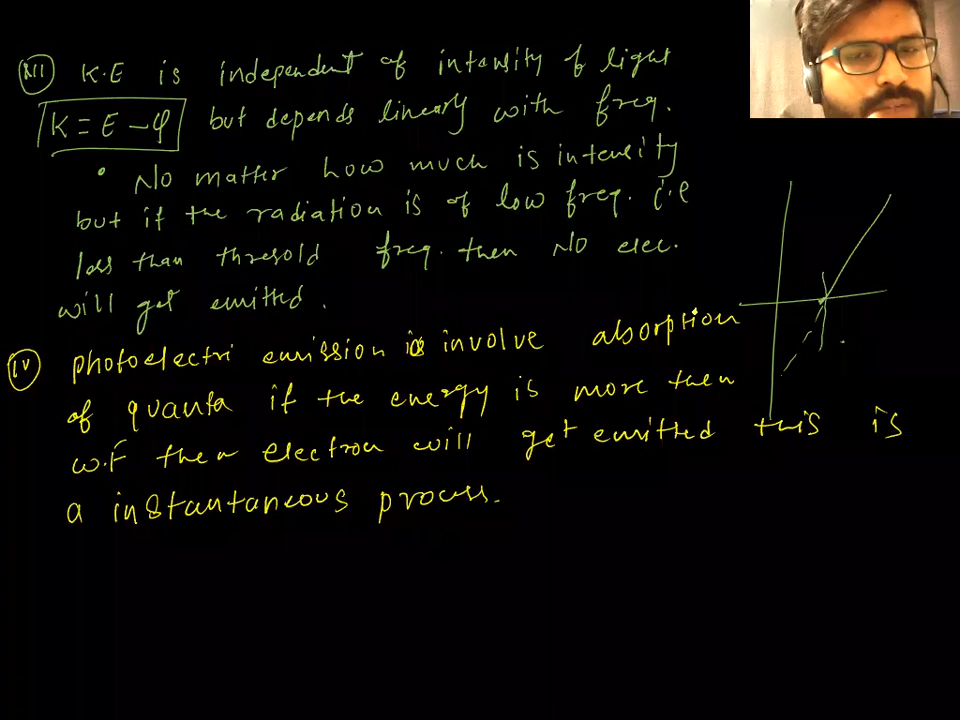 (III) K.E is independent of intensity of light
K = E - φ but depends linearly with freq.
• No matter how much is intensity
but if the radiation is of low freq. i.e
less than thresold freq. then NO elec.
will get emitted.
(IV) photoelectri emission is involve absorption
of quanta if the energy is more then
w.F then electron will get emitted this is
a instantaneous process.